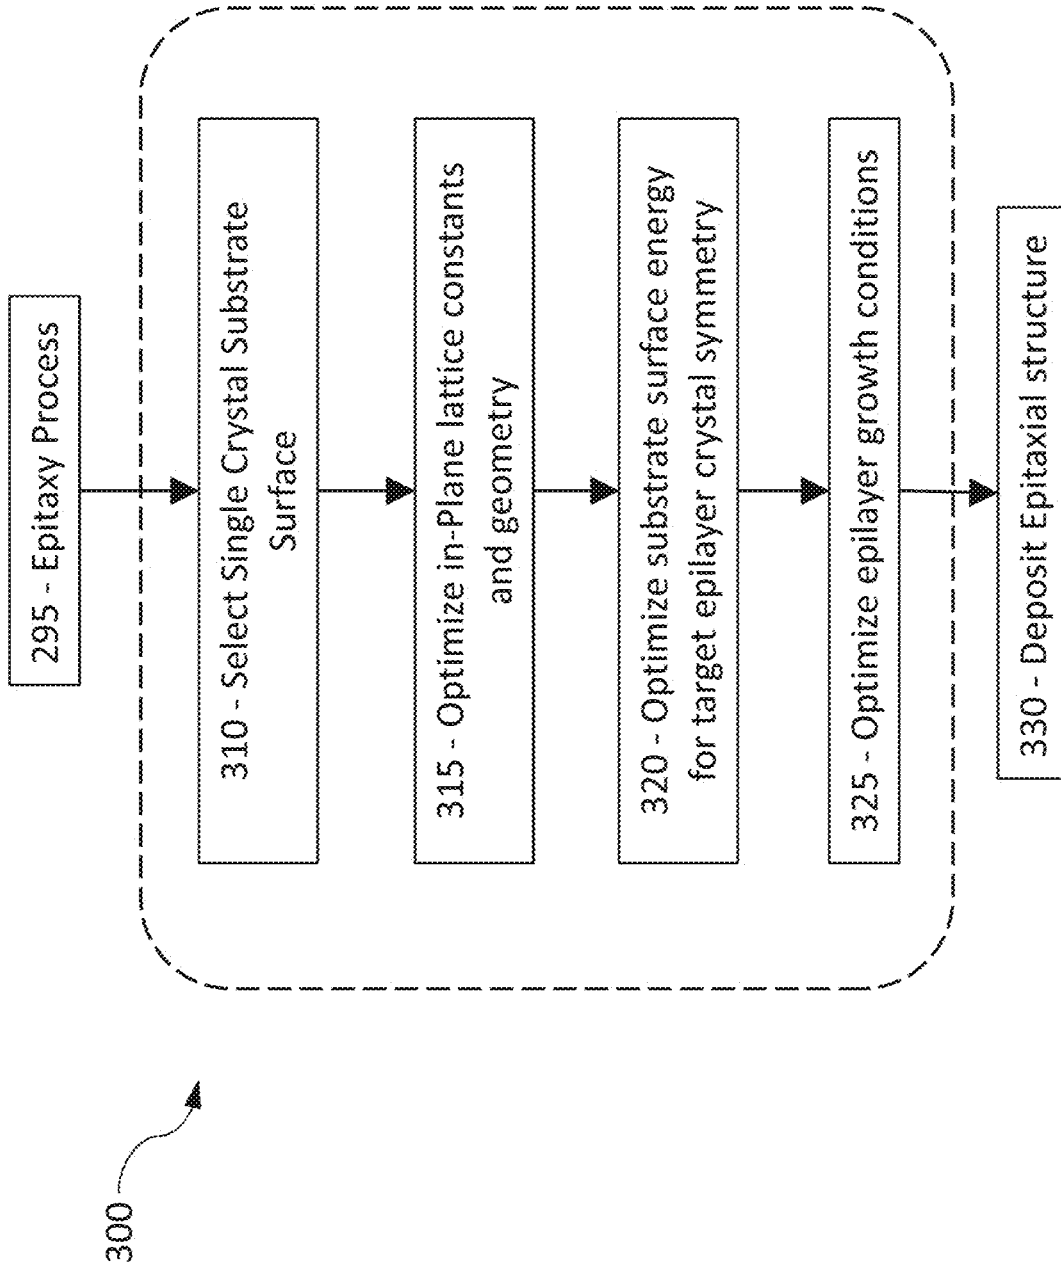 295 - Epitaxy Process
310 - Select Single Crystal Substrate
Surface
315 - Optimize in-Plane lattice constants
and geometry
320 - Optimize substrate surface energy
for target epilayer crystal symmetry
325 - Optimize epilayer growth conditions
330 - Deposit Epitaxial structure
300